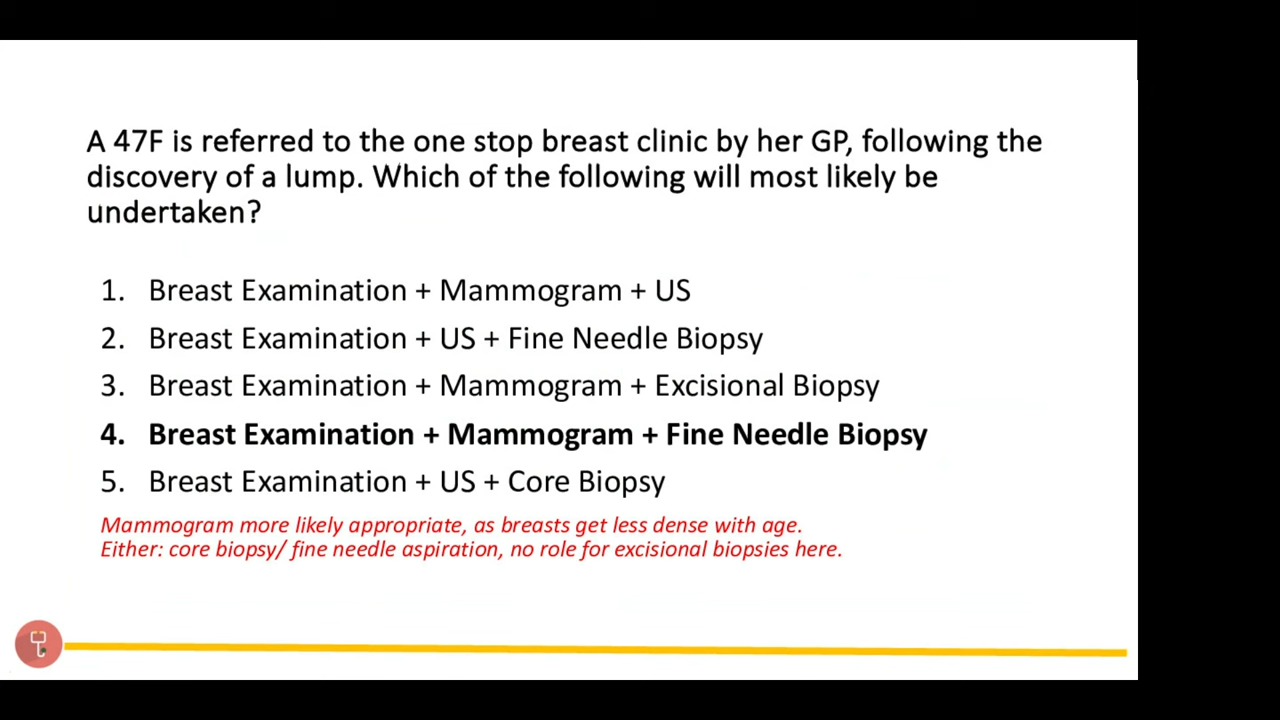 A 47F is referred to the one stop breast clinic by her GP, following the
discovery of a lump. Which of the following will most likely be
undertaken?
1. Breast Examination + Mammogram + US
2. Breast Examination + US + Fine Needle Biopsy
3. Breast Examination + Mammogram + Excisional Biopsy
4. Breast Examination + Mammogram + Fine Needle Biopsy
5. Breast Examination + US + Core Biopsy
Mammogram more likely appropriate, as breasts get less dense with age.
Either: core biopsy/ fine needle aspiration, no role for excisional biopsies here.